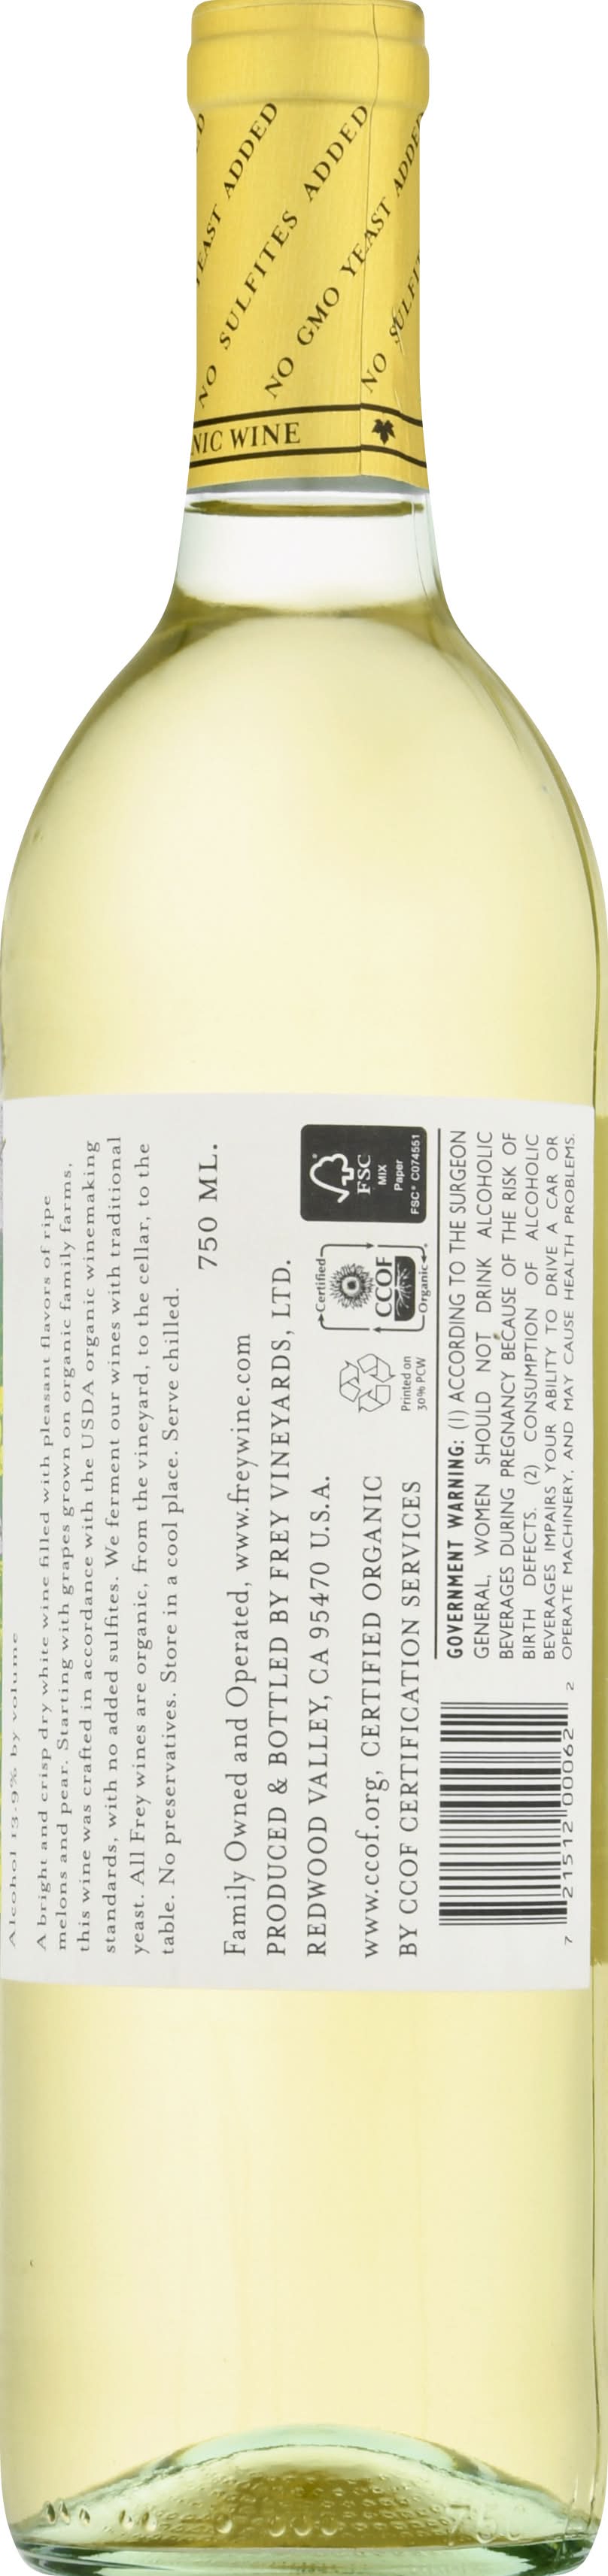 YEAST ADDED
NO SULFITES ADDED
NO GMO YEAST ADDED
NO SULFIT
NIC WINE
Alcohol 13.9% by volume
A bright and crisp dry white wine filled with pleasant flavors of ripe
melons and pear. Starting with grapes grown on organic family farms,
this wine was crafted in accordance with the USDA organic winemaking
standards, with no added sulfites. We ferment our wines with traditional
yeast. All Frey wines are organic, from the vineyard, to the cellar, to the
table. No preservatives. Store in a cool place. Serve chilled.
750 ML.
Family Owned and Operated, www.freywine.com
PRODUCED & BOTTLED BY FREY VINEYARDS, LTD.
REDWOOD VALLEY, CA 95470 U.S.A.
www.ccof.org, CERTIFIED ORGANIC
BY CCOF CERTIFICATION SERVICES
Printed on
30% PCW
Certified
CCOF
Organic
FSC
MIX
Paper
FSC® C074551
GOVERNMENT WARNING: (1) ACCORDING TO THE SURGEON
GENERAL, WOMEN SHOULD NOT DRINK ALCOHOLIC
BEVERAGES DURING PREGNANCY BECAUSE OF THE RISK OF
BIRTH DEFECTS. (2) CONSUMPTION OF ALCOHOLIC
BEVERAGES IMPAIRS YOUR ABILITY TO DRIVE A CAR OR
OPERATE MACHINERY, AND MAY CAUSE HEALTH PROBLEMS.
7 21512 00062 2